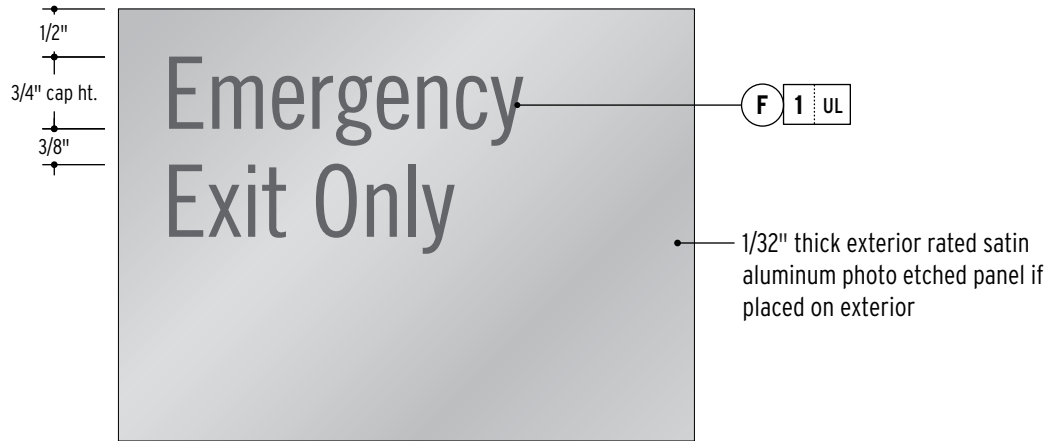 1/2"
3/4" cap ht.
3/8"
Emergency
Exit Only
F 1 UL
1/32" thick exterior rated satin
aluminum photo etched panel if
placed on exterior